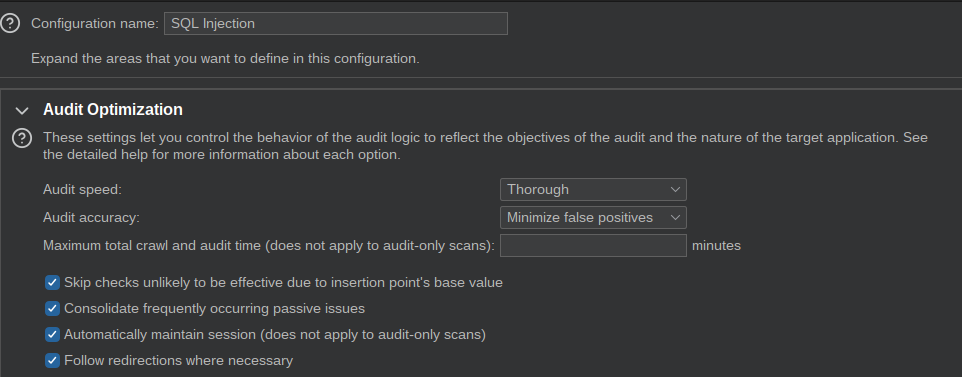 Configuration name: SQL Injection
Expand the areas that you want to define in this configuration.
Audit Optimization
These settings let you control the behavior of the audit logic to reflect the objectives of the audit and the nature of the target application. See
the detailed help for more information about each option.
Audit speed: Thorough
Audit accuracy: Minimize false positives
Maximum total crawl and audit time (does not apply to audit-only scans): minutes
Skip checks unlikely to be effective due to insertion point's base value
Consolidate frequently occurring passive issues
Automatically maintain session (does not apply to audit-only scans)
Follow redirections where necessary